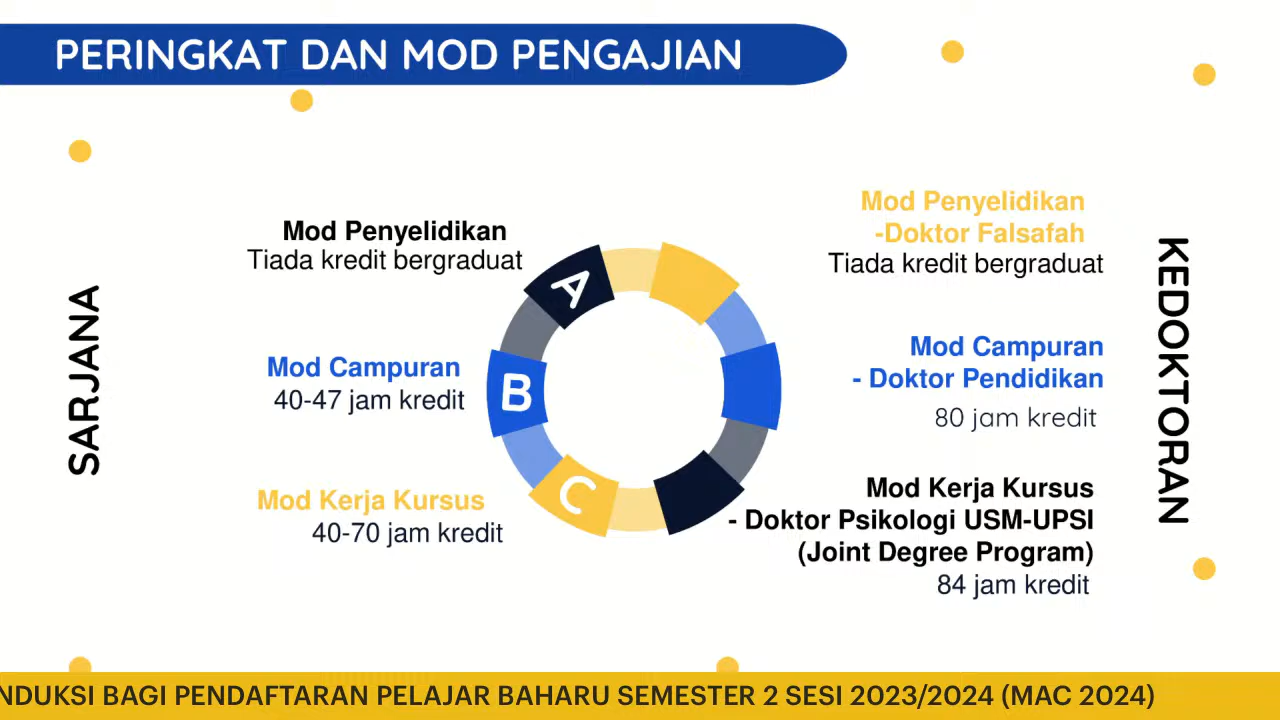 PERINGKAT DAN MOD PENGAJIAN
SARJANA
Mod Penyelidikan
Tiada kredit bergraduat
A
Mod Campuran
40-47 jam kredit
B
Mod Kerja Kursus
40-70 jam kredit
C
Mod Penyelidikan
-Doktor Falsafah
Tiada kredit bergraduat
Mod Campuran
- Doktor Pendidikan
80 jam kredit
Mod Kerja Kursus
- Doktor Psikologi USM-UPSI
(Joint Degree Program)
84 jam kredit
KEDOKTORAN
NDUKSI BAGI PENDAFTARAN PELAJAR BAHARU SEMESTER 2 SESI 2023/2024 (MAC 2024)